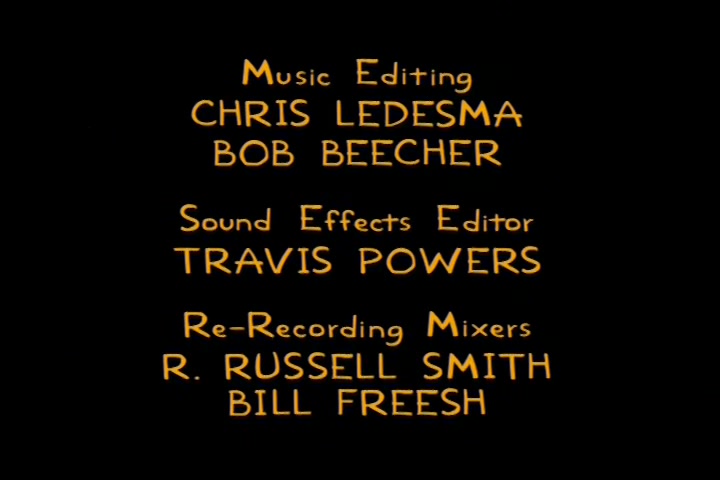 Music Editing
CHRIS LEDESMA
BOB BEECHER
Sound Effects Editor
TRAVIS POWERS
Re-Recording Mixers
R. RUSSELL SMITH
BILL FREESH